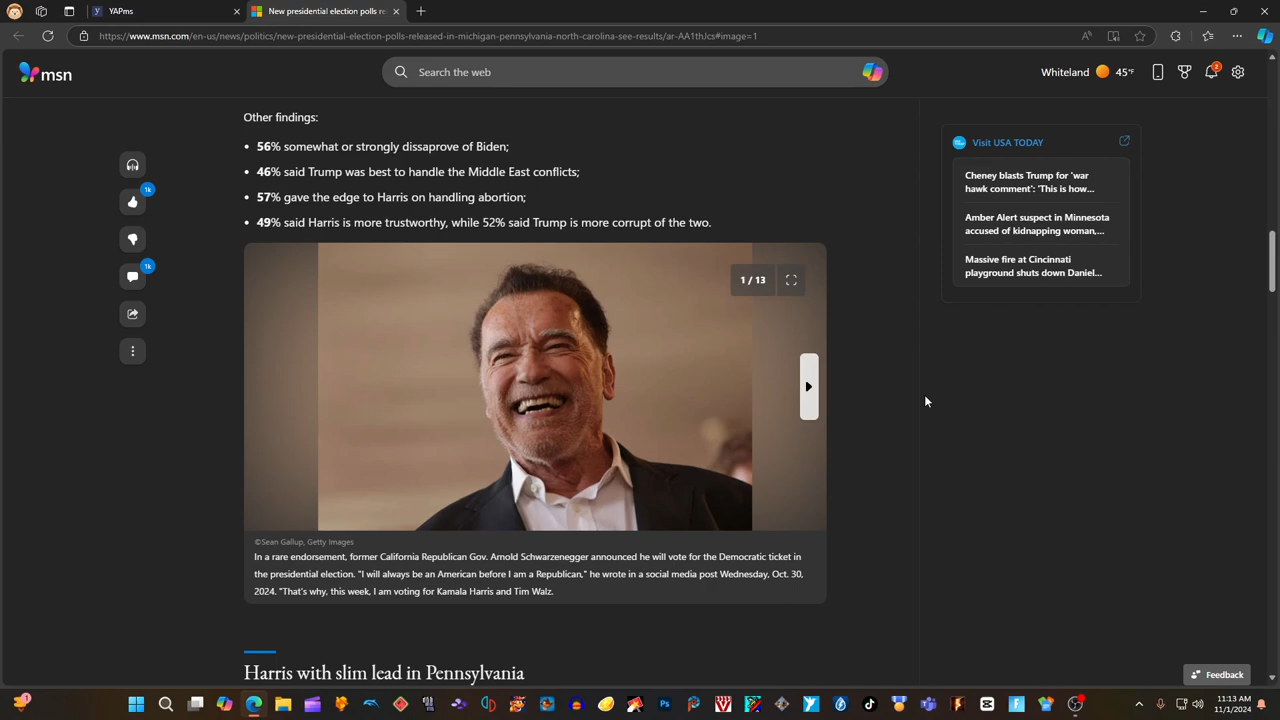 YAPms
New presidential election polls re
https://www.msn.com/en-us/news/politics/new-presidential-election-polls-released-in-michigan-pennsylvania-north-carolina-see-results/ar-AA1thJcs#image=1
msn
Search the web
Whiteland 45°F
2
Other findings:
• 56% somewhat or strongly dissaprove of Biden;
• 46% said Trump was best to handle the Middle East conflicts;
• 57% gave the edge to Harris on handling abortion;
• 49% said Harris is more trustworthy, while 52% said Trump is more corrupt of the two.
1k
1k
1 / 13
Visit USA TODAY
Cheney blasts Trump for 'war
hawk comment': 'This is how...
Amber Alert suspect in Minnesota
accused of kidnapping woman,...
Massive fire at Cincinnati
playground shuts down Daniel...
©Sean Gallup, Getty Images
In a rare endorsement, former California Republican Gov. Arnold Schwarzenegger announced he will vote for the Democratic ticket in
the presidential election. "I will always be an American before I am a Republican," he wrote in a social media post Wednesday, Oct. 30,
2024. "That's why, this week, I am voting for Kamala Harris and Tim Walz.
Harris with slim lead in Pennsylvania
Feedback
1
11:13 AM
11/1/2024